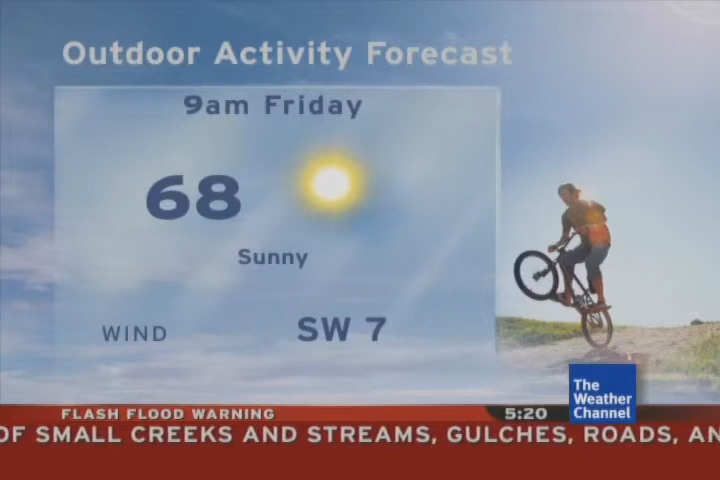 Outdoor Activity Forecast
9am Friday
68
Sunny
WIND SW 7
FLASH FLOOD WARNING 5:20
The
Weather
Channel
OF SMALL CREEKS AND STREAMS, GULCHES, ROADS, AN